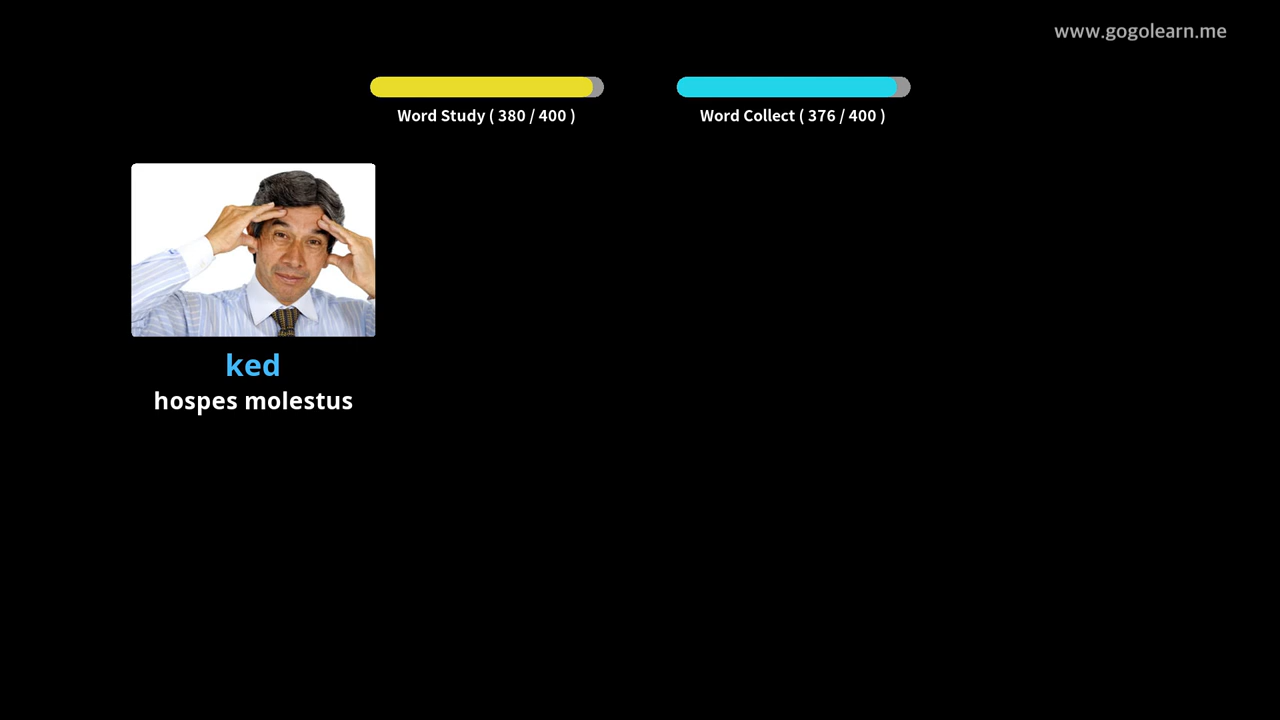 www.gogolearn.me
Word Study ( 380 / 400 )
Word Collect ( 376 / 400 )
ked
hospes molestus